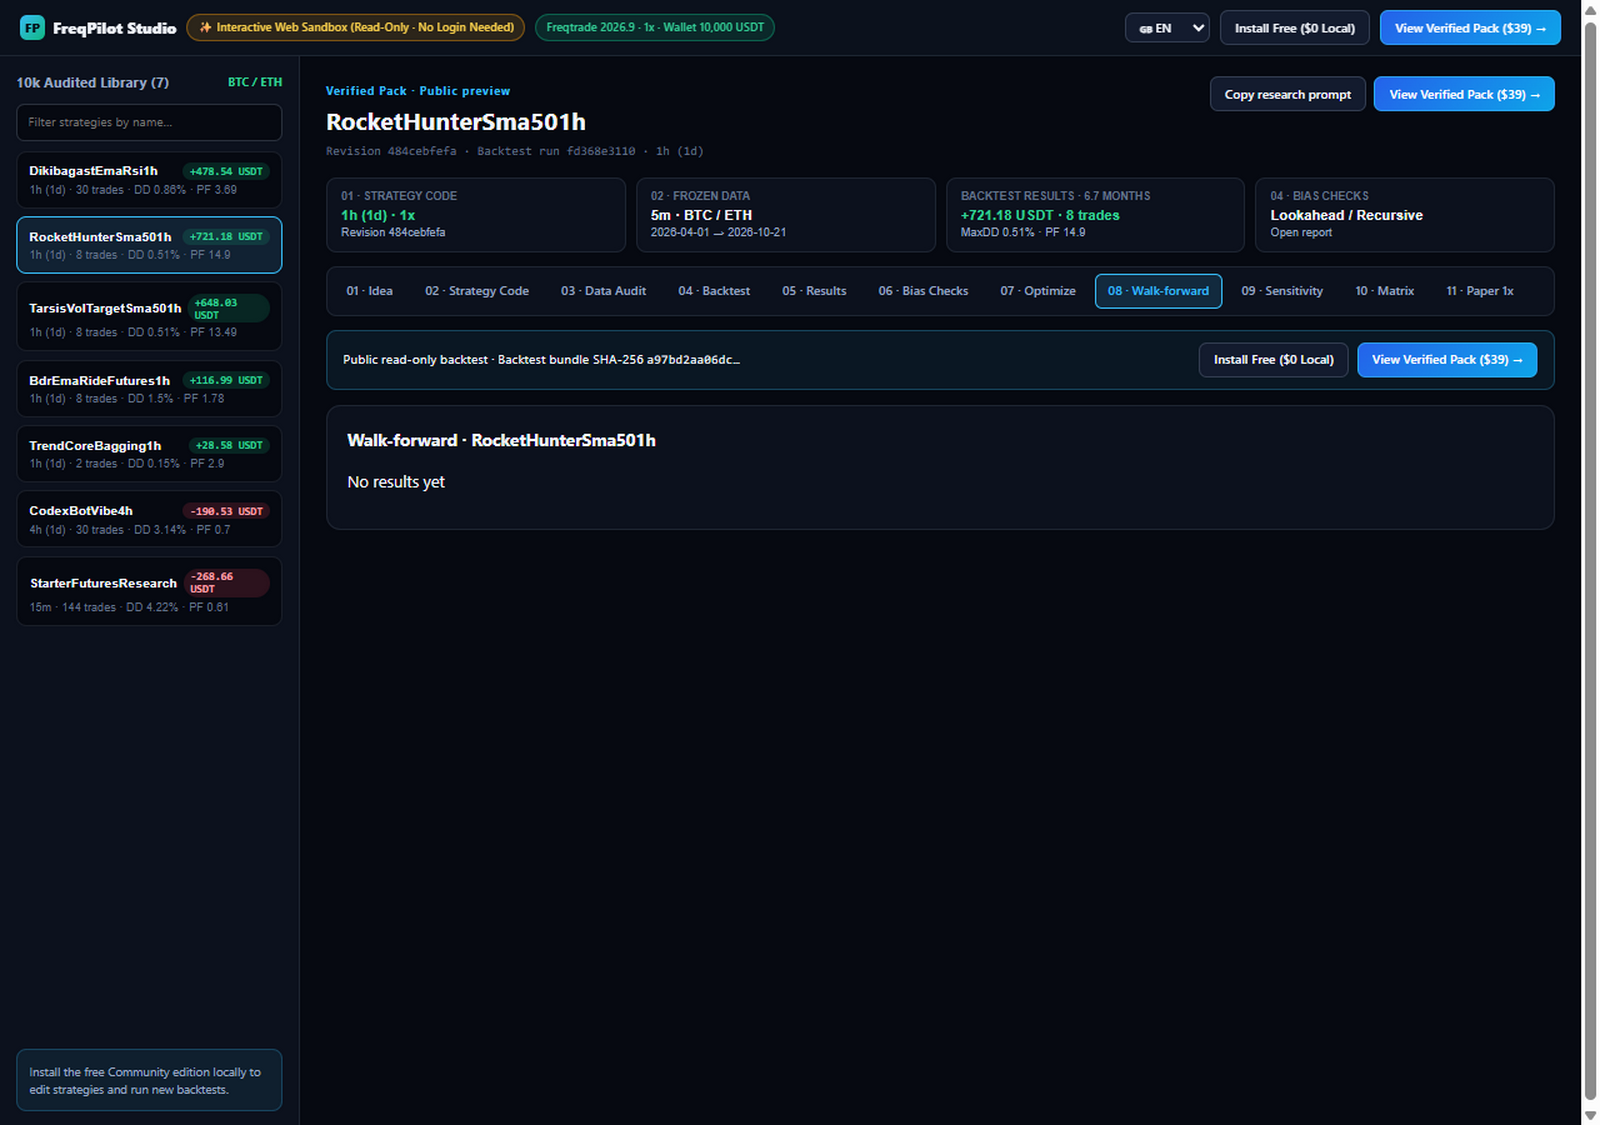 FP FreqPilot Studio
✨ Interactive Web Sandbox (Read-Only · No Login Needed)
Freqtrade 2026.9 · 1x · Wallet 10,000 USDT
GB EN
Install Free ($0 Local)
View Verified Pack ($39) →
10k Audited Library (7)
BTC / ETH
Filter strategies by name...
DikibagastEmaRsi1h
+478.54 USDT
1h (1d) · 30 trades · DD 0.86% · PF 3.69
RocketHunterSma501h
+721.18 USDT
1h (1d) · 8 trades · DD 0.51% · PF 14.9
TarsisVolTargetSma501h
+648.03
USDT
1h (1d) · 8 trades · DD 0.51% · PF 13.49
BdrEmaRideFutures1h
+116.99 USDT
1h (1d) · 8 trades · DD 1.5% · PF 1.78
TrendCoreBagging1h
+28.58 USDT
1h (1d) · 2 trades · DD 0.15% · PF 2.9
CodexBotVibe4h
-190.53 USDT
4h (1d) · 30 trades · DD 3.14% · PF 0.7
StarterFuturesResearch
-268.66
USDT
15m · 144 trades · DD 4.22% · PF 0.61
Install the free Community edition locally to
edit strategies and run new backtests.
Verified Pack · Public preview
RocketHunterSma501h
Revision 484cebfefa · Backtest run fd368e3110 · 1h (1d)
Copy research prompt
View Verified Pack ($39) →
01 · STRATEGY CODE
1h (1d) · 1x
Revision 484cebfefa
02 · FROZEN DATA
5m · BTC / ETH
2026-04-01 → 2026-10-21
BACKTEST RESULTS · 6.7 MONTHS
+721.18 USDT · 8 trades
MaxDD 0.51% · PF 14.9
04 · BIAS CHECKS
Lookahead / Recursive
Open report
01 · Idea
02 · Strategy Code
03 · Data Audit
04 · Backtest
05 · Results
06 · Bias Checks
07 · Optimize
08 · Walk-forward
09 · Sensitivity
10 · Matrix
11 · Paper 1x
Public read-only backtest · Backtest bundle SHA-256 a97bd2aa06dc…
Install Free ($0 Local)
View Verified Pack ($39) →
Walk-forward · RocketHunterSma501h
No results yet